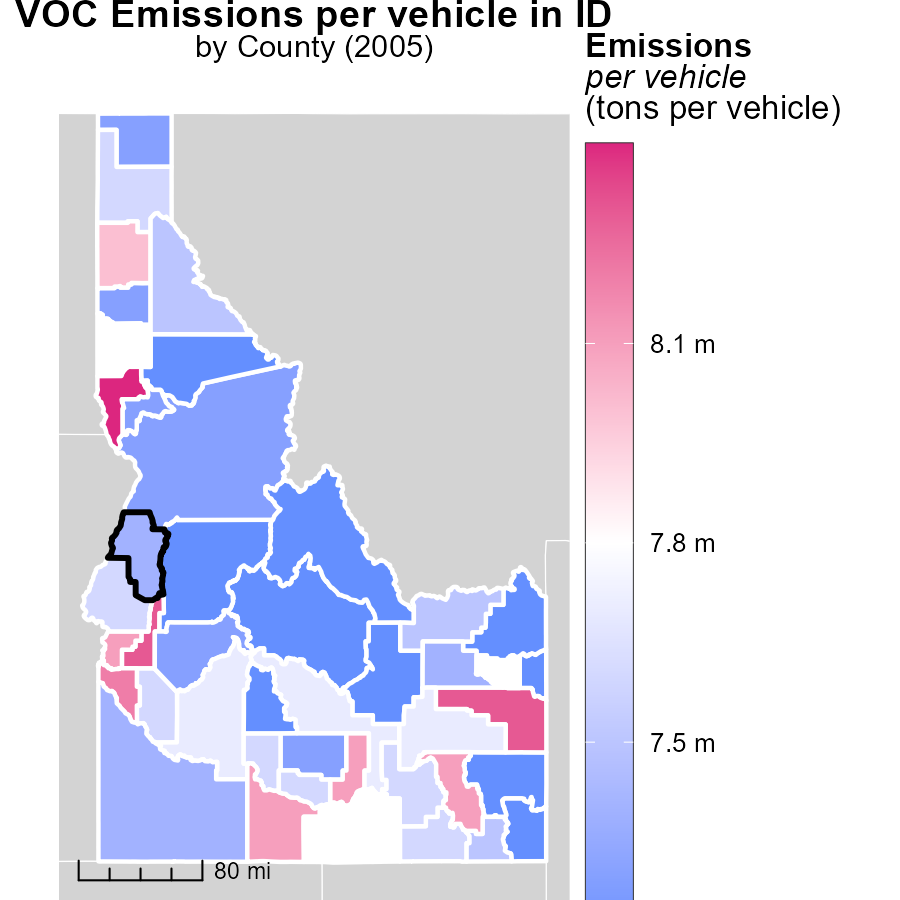 VOC Emissions per vehicle in ID
by County (2005)
Emissions
per vehicle
(tons per vehicle)
8.1 m
7.8 m
7.5 m
80 mi